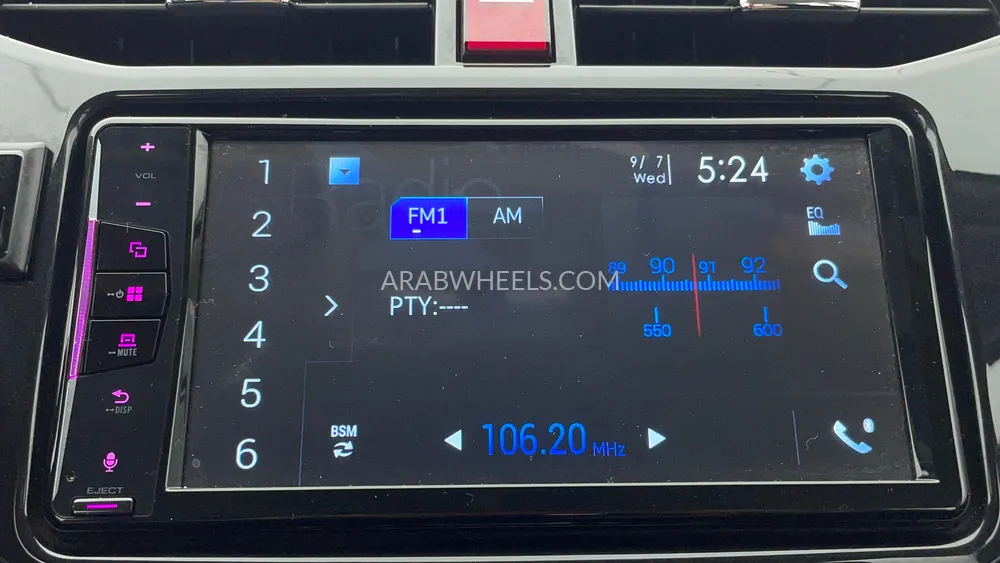 +
VOL
−
MUTE
DISP
EJECT
1
2
3
4
5
6
Radio
9/ 7
Wed
5:24
FM1
AM
EQ
PTY:----
ARABWHEELS.COM
89 90 91 92
550 600
BSM
106.20 MHz